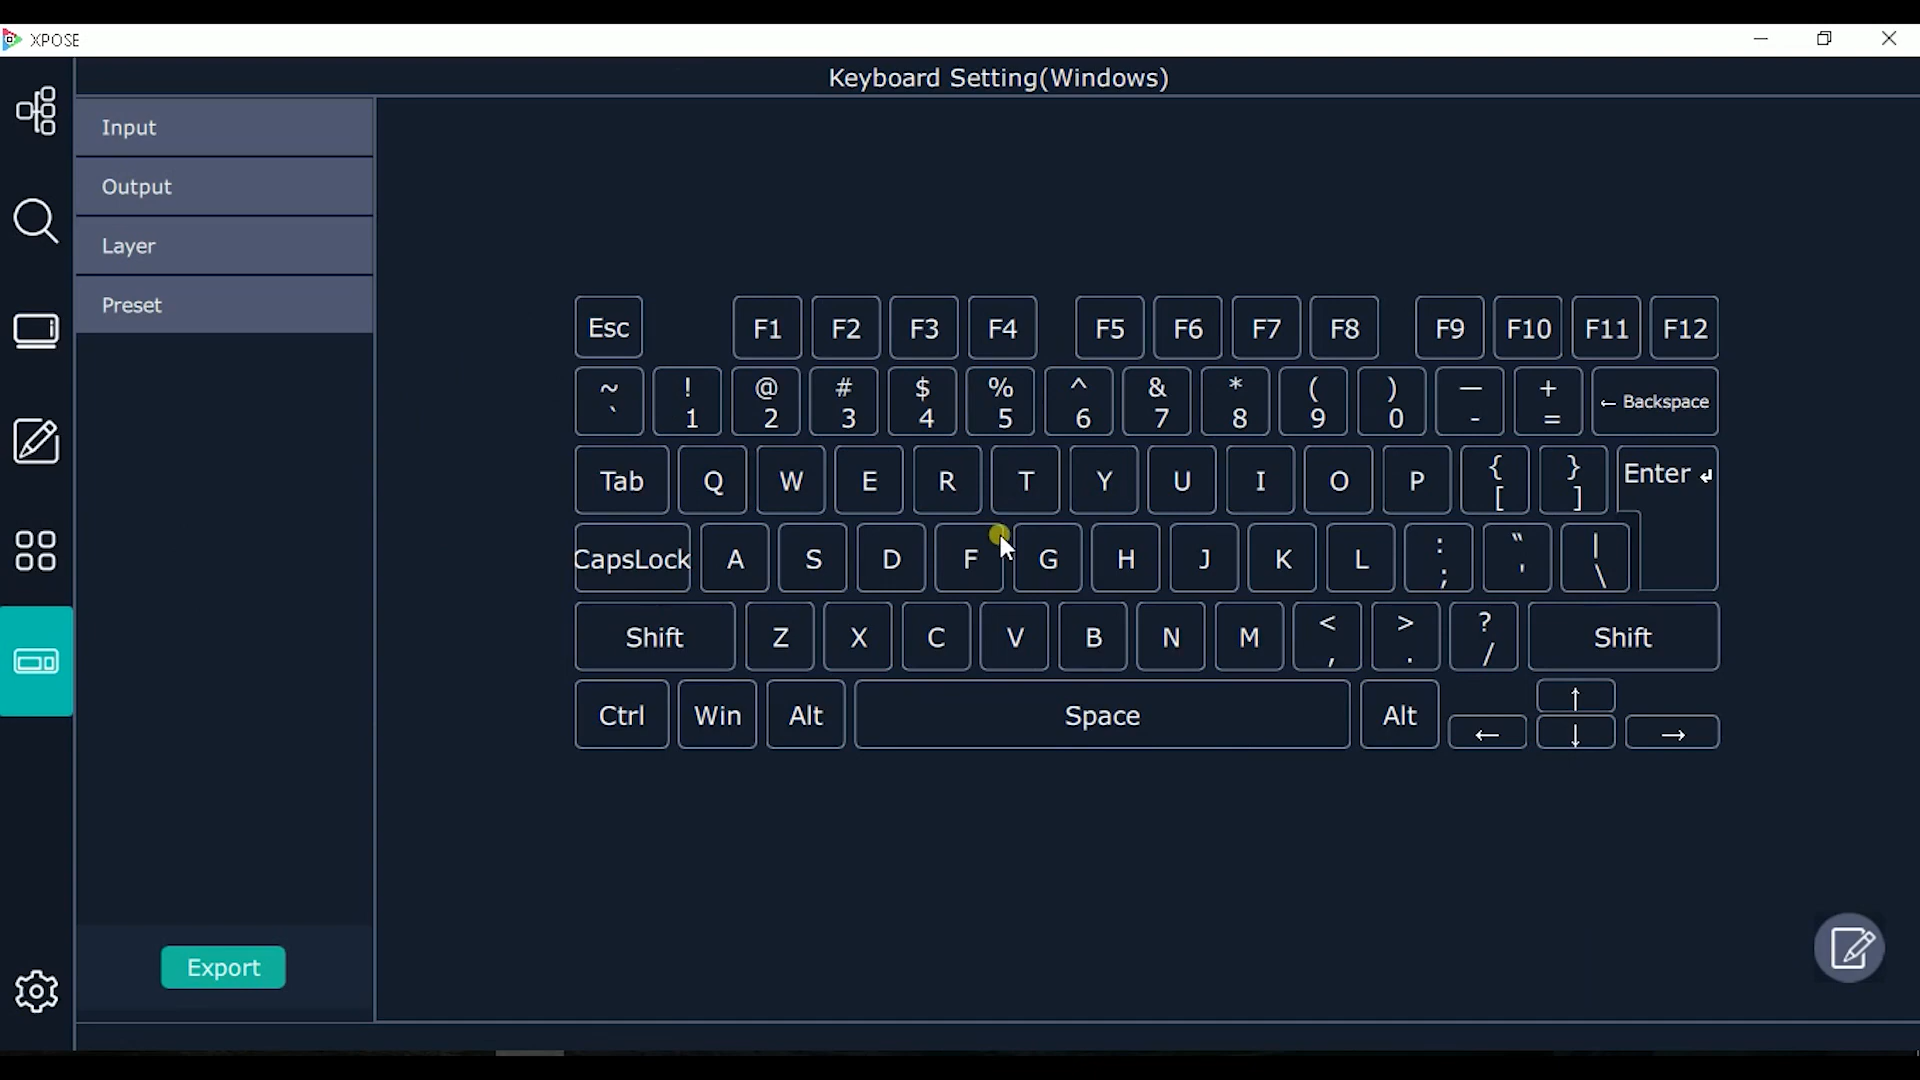 XPOSE
Keyboard Setting(Windows)
Input
Output
Layer
Preset
Export
Esc F1 F2 F3 F4 F5 F6 F7 F8 F9 F10 F11 F12
~ ! @ # $ % ^ & * ( ) — +
` 1 2 3 4 5 6 7 8 9 0 - = ← Backspace
Tab Q W E R T Y U I O P { [ } ] Enter ↲
CapsLock A S D F G H J K L : ; “ ' | \
Shift Z X C V B N M < , > . ? / Shift
Ctrl Win Alt Space Alt ← ↑ ↓ →